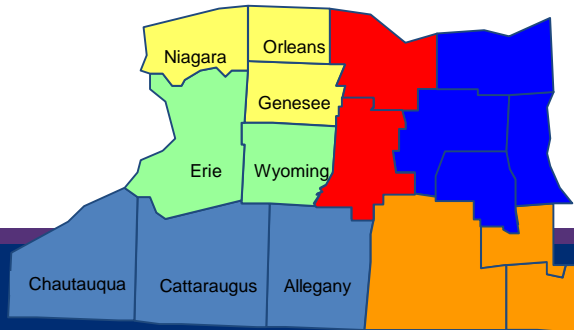 Niagara
Orleans
Genesee
Erie
Wyoming
Chautauqua
Cattaraugus
Allegany